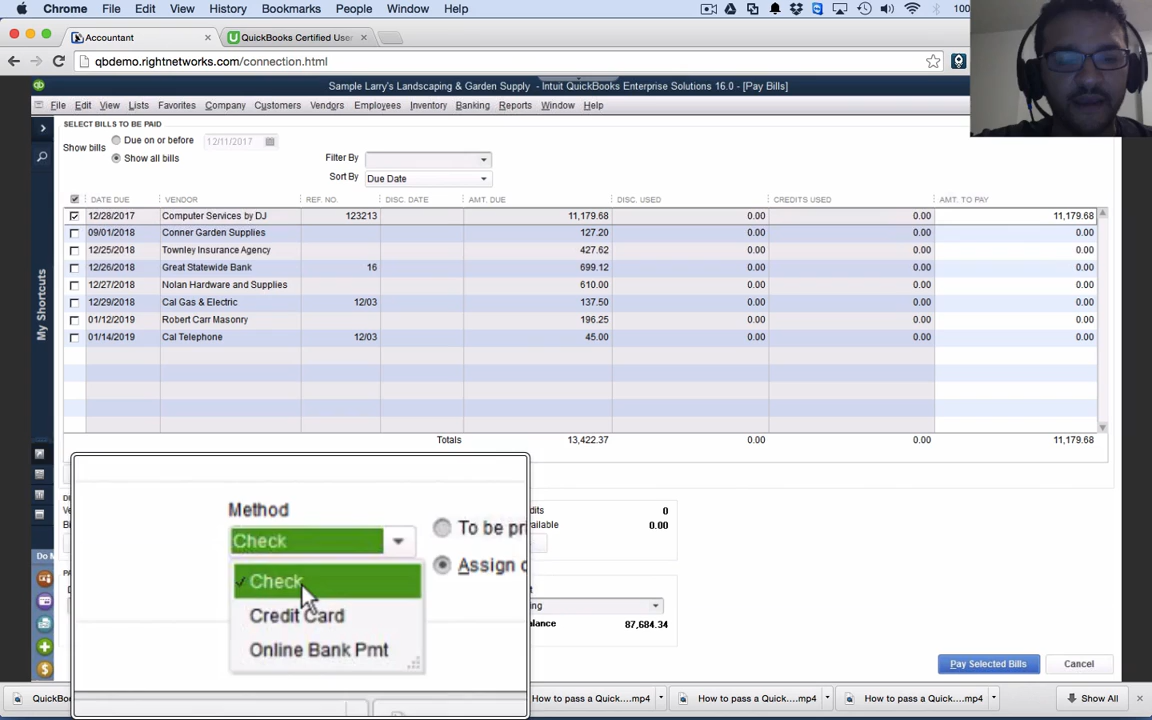 Chrome File Edit View History Bookmarks People Window Help 100
Accountant QuickBooks Certified User
qbdemo.rightnetworks.com/connection.html
Sample Larry's Landscaping & Garden Supply - Intuit QuickBooks Enterprise Solutions 16.0 - [Pay Bills]
File Edit View Lists Favorites Company Customers Vendors Employees Inventory Banking Reports Window Help
SELECT BILLS TO BE PAID
Show bills Due on or before 12/11/2017
Show all bills
Filter By
Sort By Due Date
DATE DUE VENDOR REF. NO. DISC. DATE AMT. DUE DISC. USED CREDITS USED AMT. TO PAY
12/28/2017 Computer Services by DJ 123213 11,179.68 0.00 0.00 11,179.68
09/01/2018 Conner Garden Supplies 127.20 0.00 0.00 0.00
12/25/2018 Townley Insurance Agency 427.62 0.00 0.00 0.00
12/26/2018 Great Statewide Bank 16 699.12 0.00 0.00 0.00
12/27/2018 Nolan Hardware and Supplies 610.00 0.00 0.00 0.00
12/29/2018 Cal Gas & Electric 12/03 137.50 0.00 0.00 0.00
01/12/2019 Robert Carr Masonry 196.25 0.00 0.00 0.00
01/14/2019 Cal Telephone 12/03 45.00 0.00 0.00 0.00
Totals 13,422.37 0.00 0.00 11,179.68
My Shortcuts
Method
Check
Check
Credit Card
Online Bank Pmt
To be pri
Assign c
dits 0
vailable 0.00
Do M
ing
lance 87,684.34
Pay Selected Bills Cancel
QuickBo How to pass a Quick....mp4 How to pass a Quick....mp4 How to pass a Quick....mp4 Show All